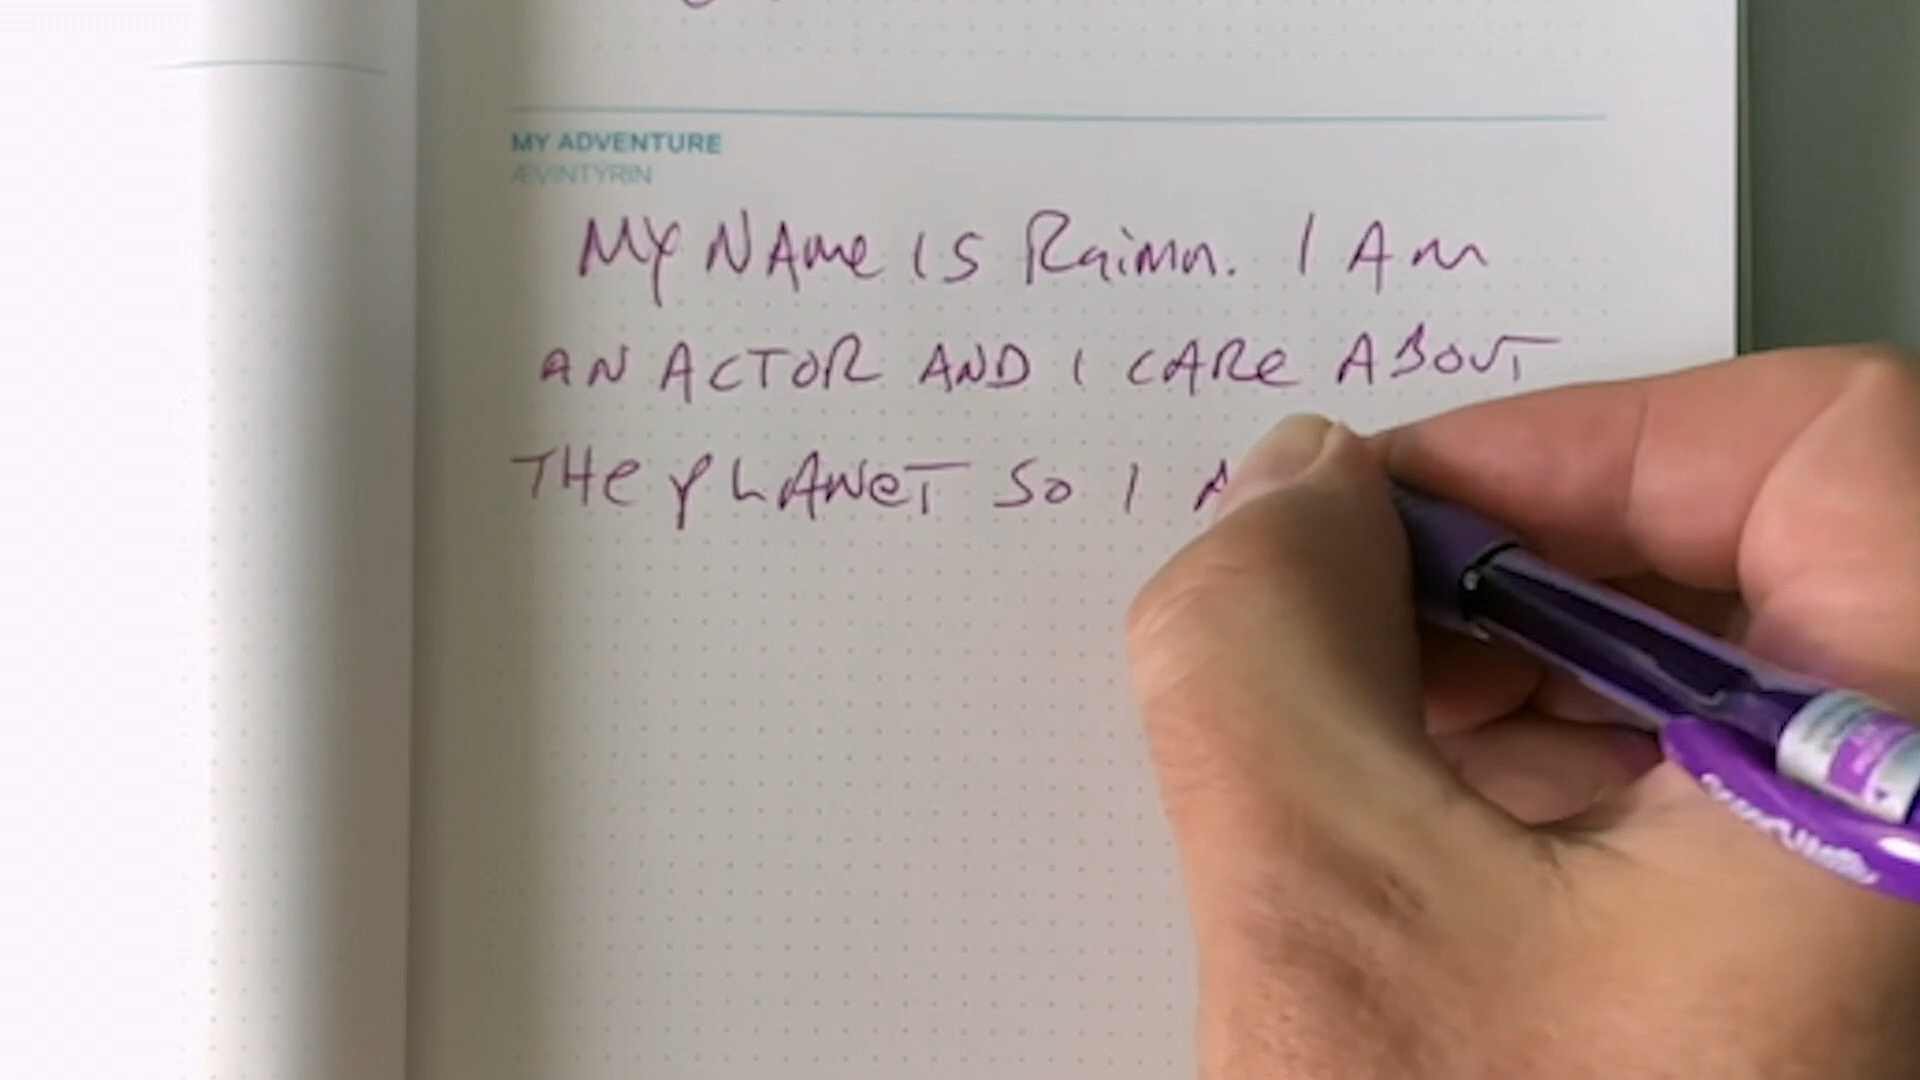 MY ADVENTURE
ÆVINTÝRIN
MY NAMe IS Raimn. I Am
AN ACTOR AND I CARe ABOUT
THe PLANeT SO I A